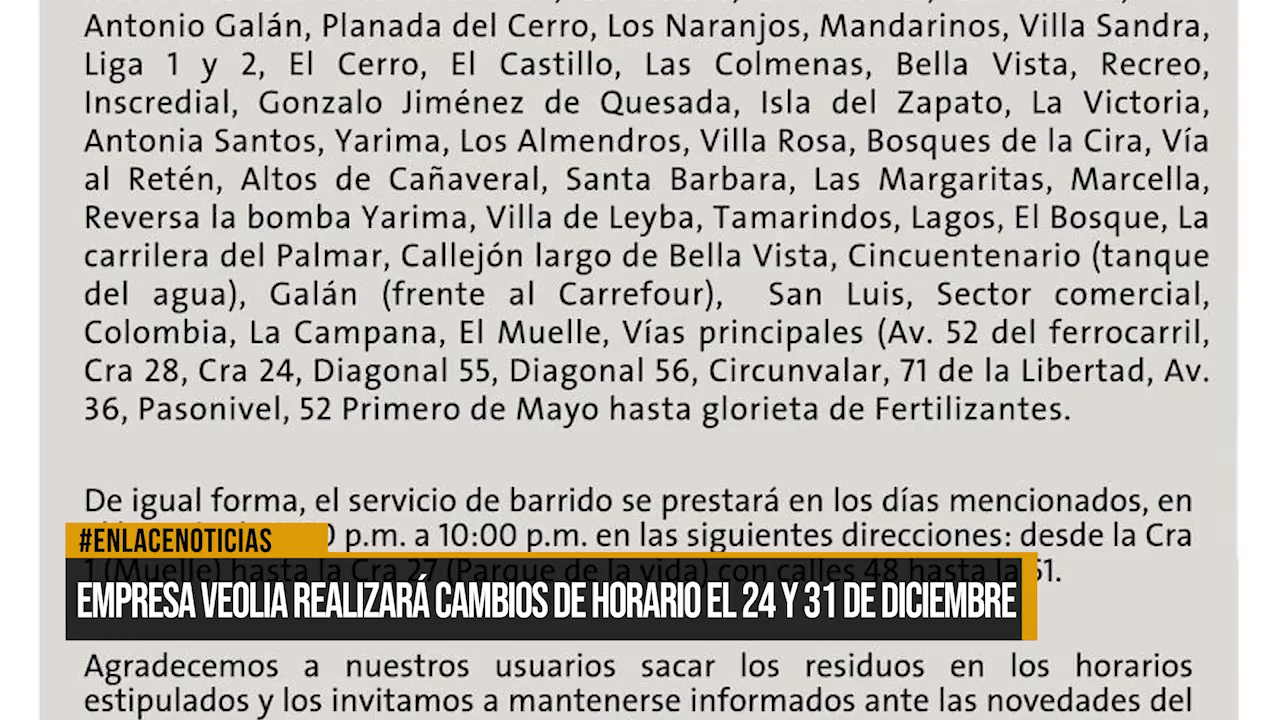 Antonio Galán, Planada del Cerro, Los Naranjos, Mandarinos, Villa Sandra,
Liga 1 y 2, El Cerro, El Castillo, Las Colmenas, Bella Vista, Recreo,
Inscredial, Gonzalo Jiménez de Quesada, Isla del Zapato, La Victoria,
Antonia Santos, Yarima, Los Almendros, Villa Rosa, Bosques de la Cira, Vía
al Retén, Altos de Cañaveral, Santa Barbara, Las Margaritas, Marcella,
Reversa la bomba Yarima, Villa de Leyba, Tamarindos, Lagos, El Bosque, La
carrilera del Palmar, Callejón largo de Bella Vista, Cincuentenario (tanque
del agua), Galán (frente al Carrefour), San Luis, Sector comercial,
Colombia, La Campana, El Muelle, Vías principales (Av. 52 del ferrocarril,
Cra 28, Cra 24, Diagonal 55, Diagonal 56, Circunvalar, 71 de la Libertad, Av.
36, Pasonivel, 52 Primero de Mayo hasta glorieta de Fertilizantes.
De igual forma, el servicio de barrido se prestará en los días mencionados, en
p.m. a 10:00 p.m. en las siguientes direcciones: desde la Cra
#ENLACENOTICIAS
1 (Muelle) hasta la Cra 27 (Parque de la vida) con calles 48 hasta la 51.
EMPRESA VEOLIA REALIZARÁ CAMBIOS DE HORARIO EL 24 Y 31 DE DICIEMBRE
Agradecemos a nuestros usuarios sacar los residuos en los horarios
estipulados y los invitamos a mantenerse informados ante las novedades del